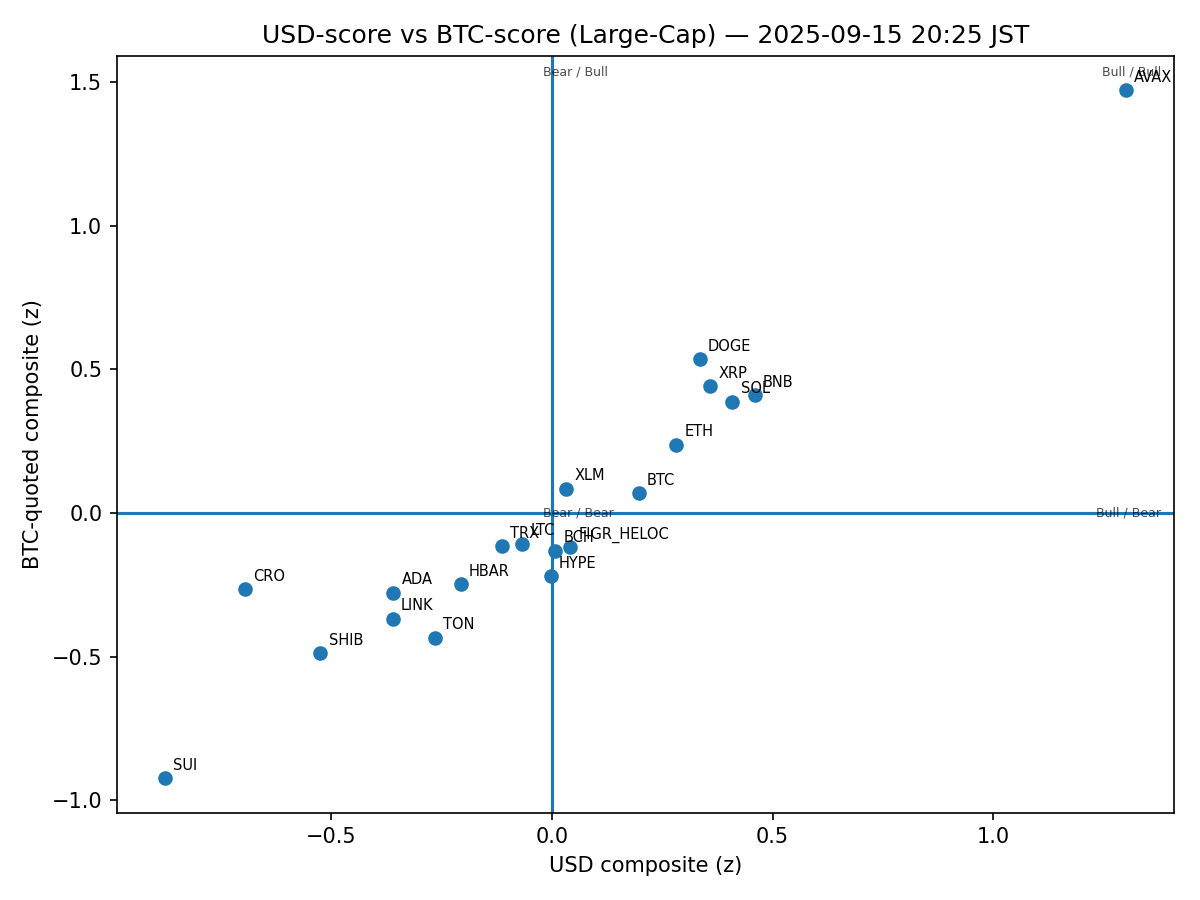 USD-score vs BTC-score (Large-Cap) — 2025-09-15 20:25 JST
Bear / Bull
Bull / Bull
AVAX
1.5
1.0
DOGE
0.5
XRP
BNB
SOL
ETH
XLM
BTC
0.0
Bear / Bear
Bull / Bear
TRX
LTC
BCH
FIGR_HELOC
HYPE
HBAR
CRO
ADA
LINK
TON
−0.5
SHIB
SUI
−1.0
−0.5
0.0
0.5
1.0
USD composite (z)
BTC-quoted composite (z)